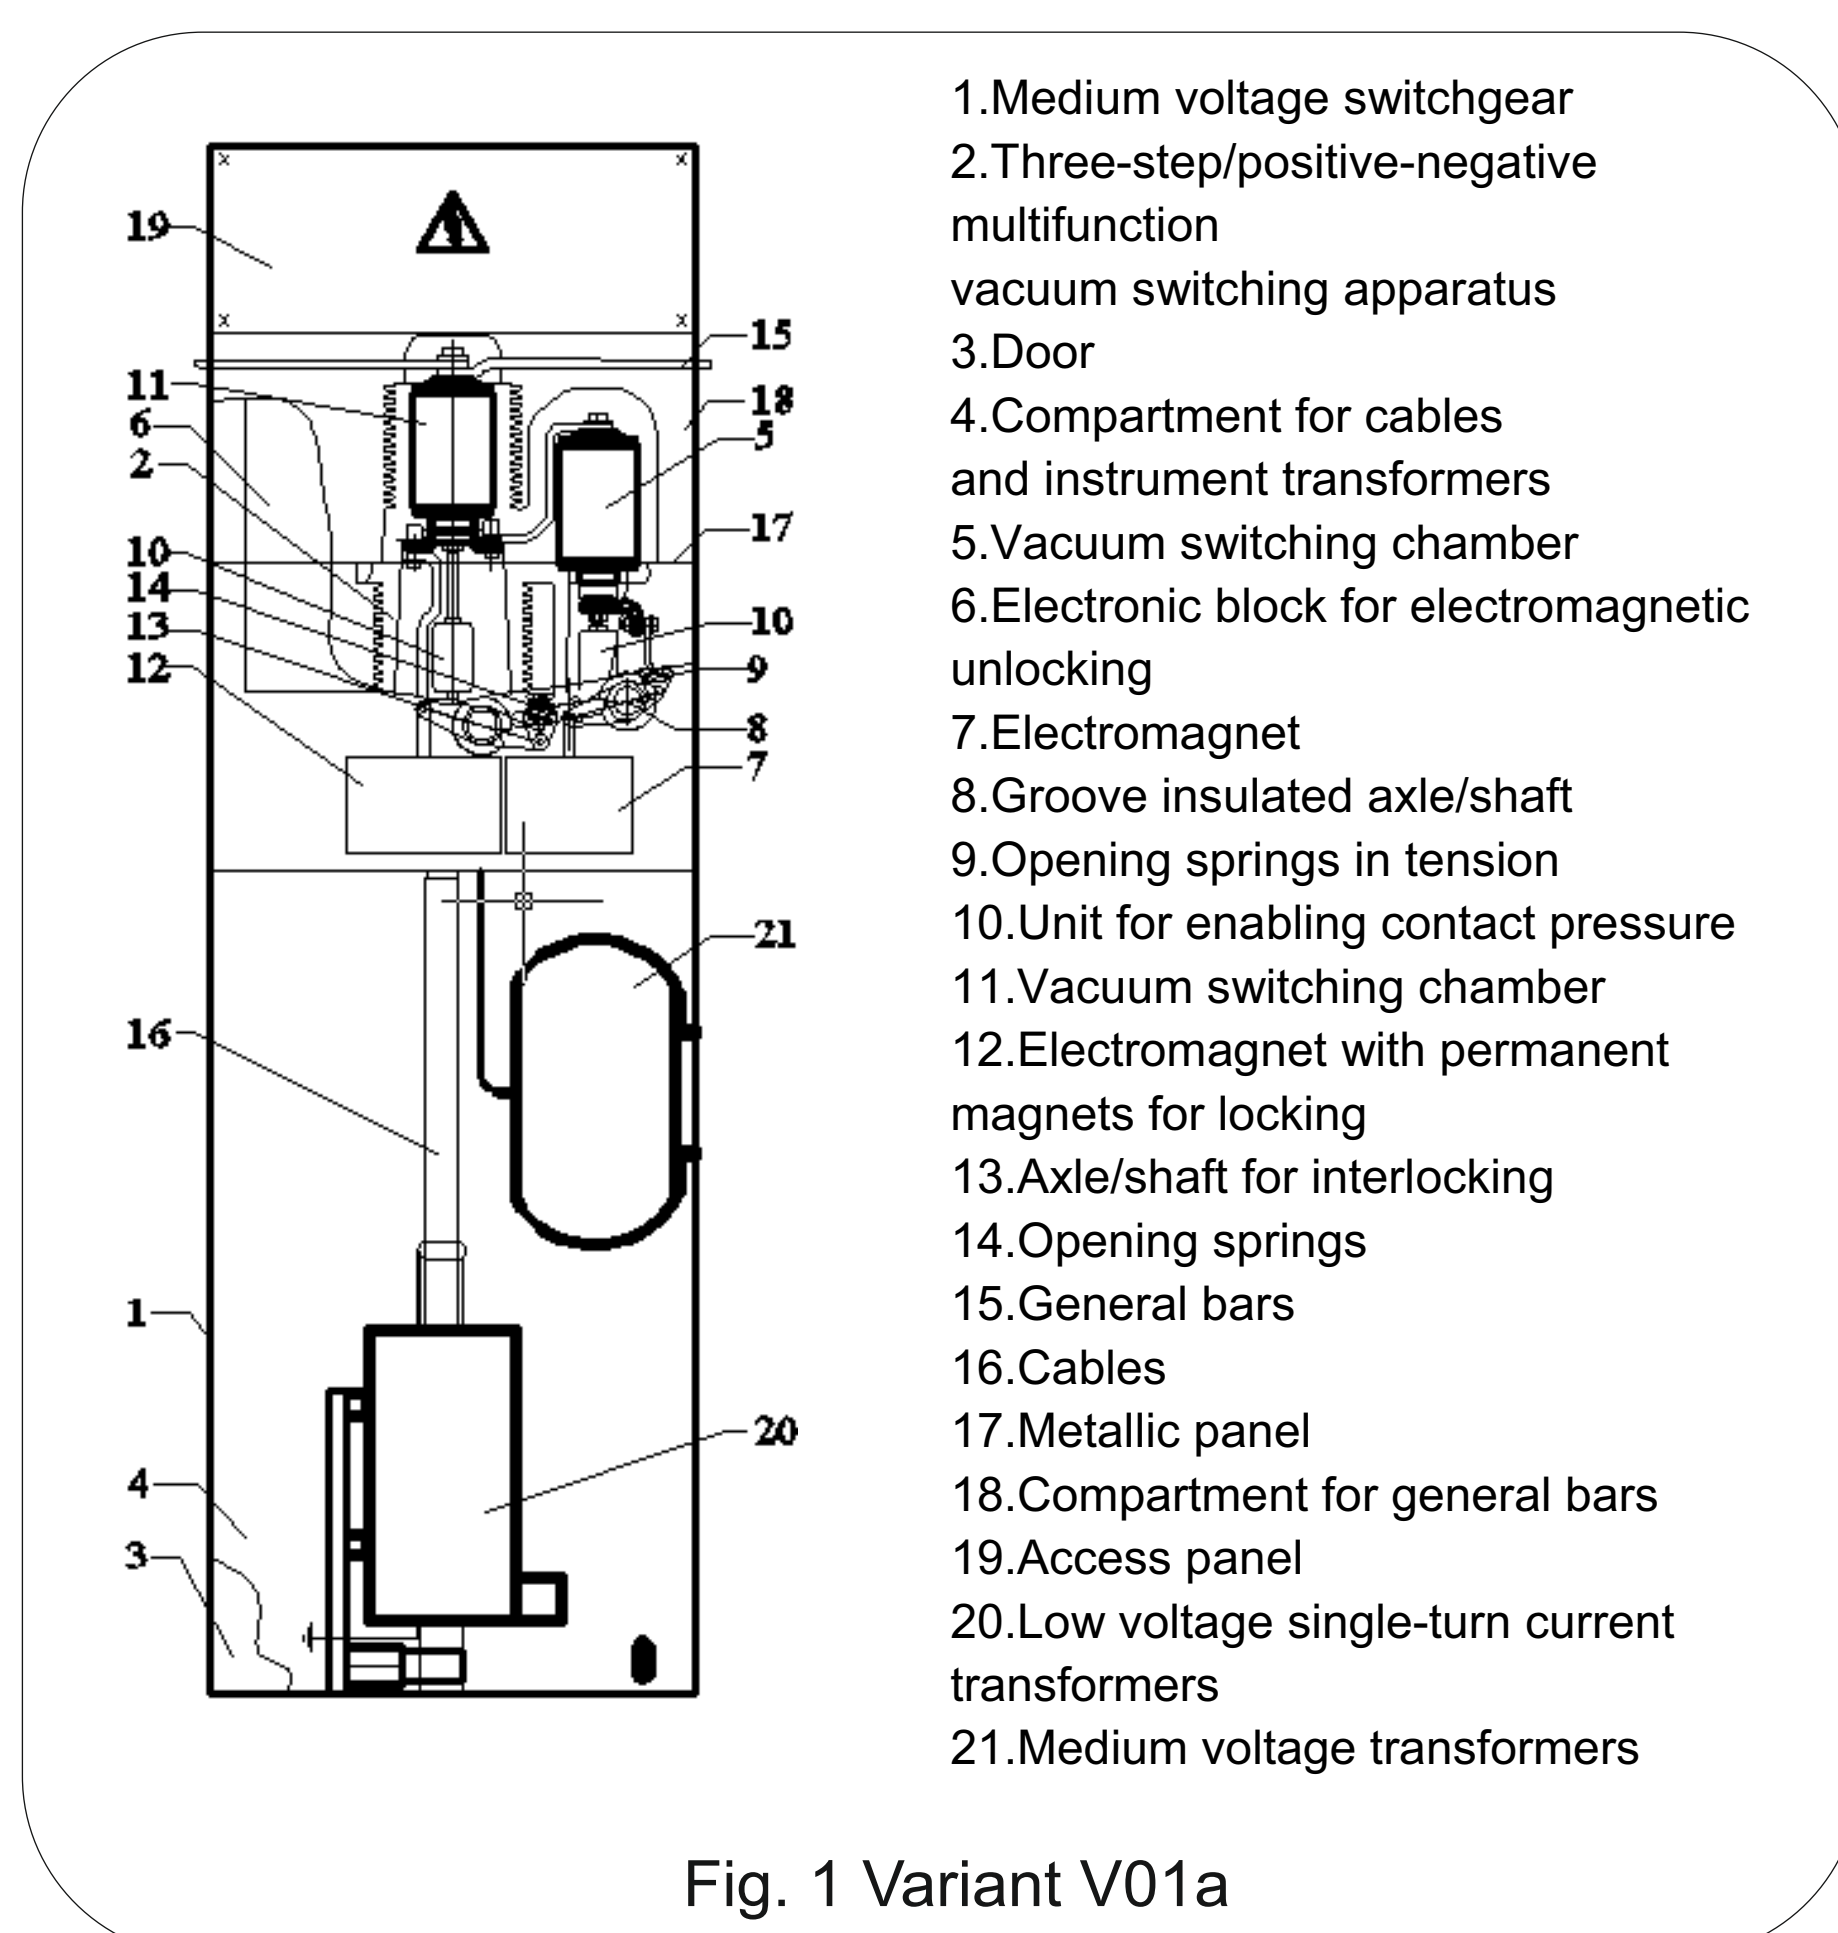 1.Medium voltage switchgear
2.Three-step/positive-negative
multifunction
vacuum switching apparatus
3.Door
4.Compartment for cables
and instrument transformers
5.Vacuum switching chamber
6.Electronic block for electromagnetic
unlocking
7.Electromagnet
8.Groove insulated axle/shaft
9.Opening springs in tension
10.Unit for enabling contact pressure
11.Vacuum switching chamber
12.Electromagnet with permanent
magnets for locking
13.Axle/shaft for interlocking
14.Opening springs
15.General bars
16.Cables
17.Metallic panel
18.Compartment for general bars
19.Access panel
20.Low voltage single-turn current
transformers
21.Medium voltage transformers
19
15
11
18
6
5
2
17
10
14
13
10
12
9
8
7
21
16
1
20
4
3
Fig. 1 Variant V01a